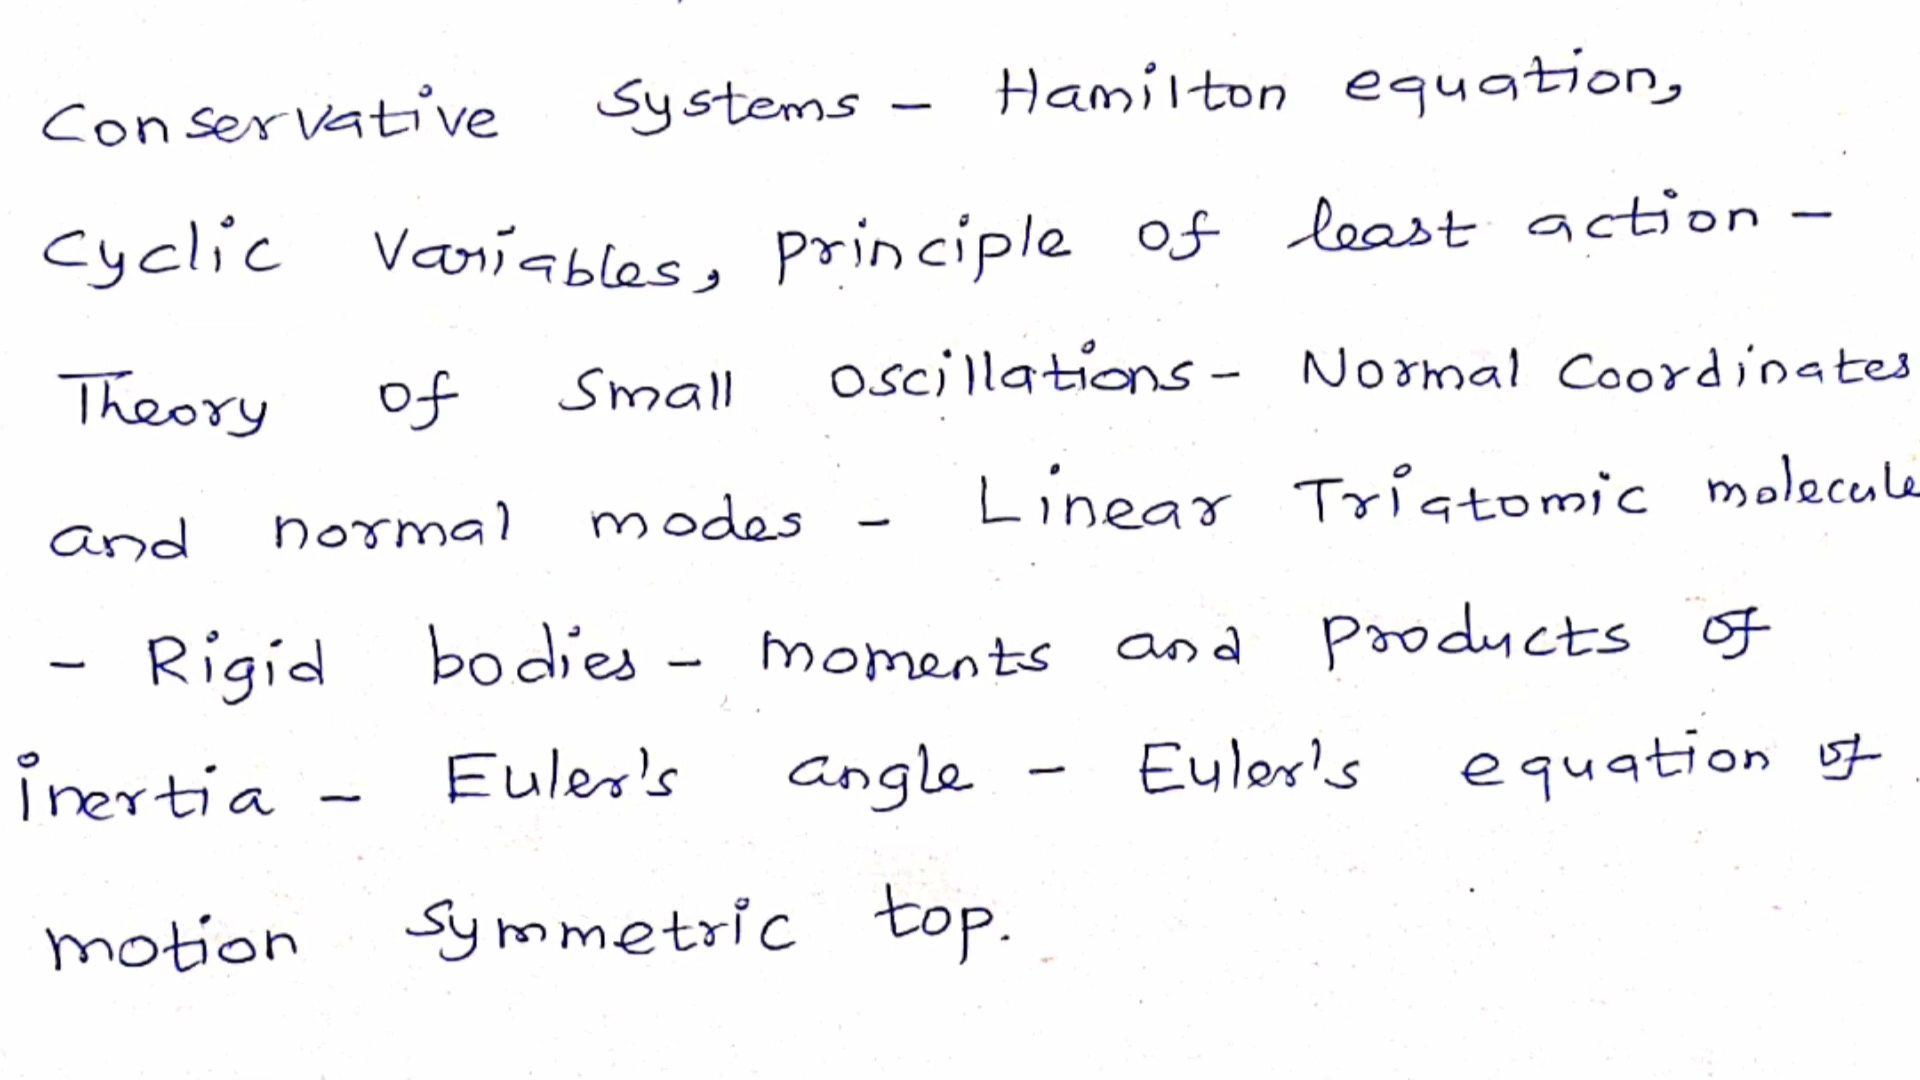 Conservative Systems - Hamilton equation,
Cyclic Variables, principle of least action -
Theory of Small oscillations - Normal Coordinates
and normal modes - Linear Triatomic molecule
- Rigid bodies - moments and products of
inertia - Euler's angle - Euler's equation of
motion symmetric top.